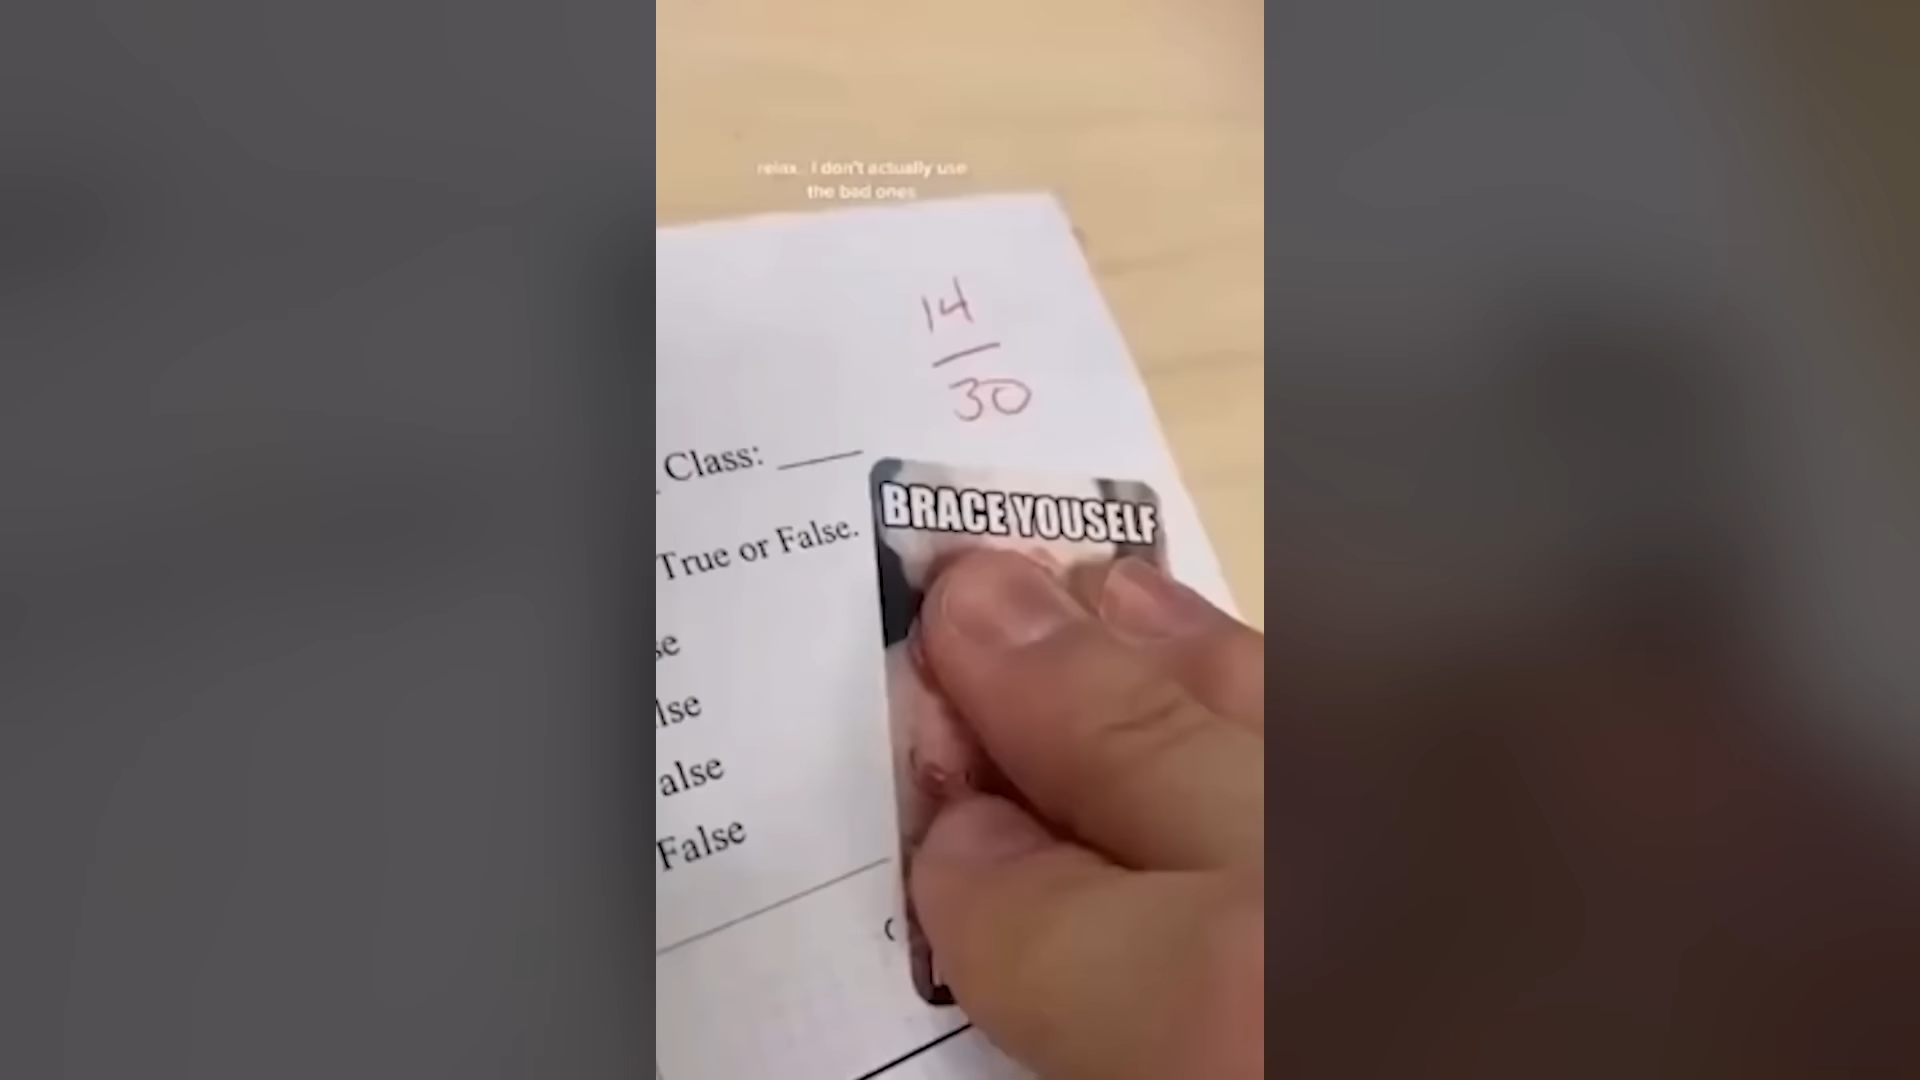 relax.. I don't actually use
the bad ones
14
30
Class: ____
True or False.
se
lse
alse
False
BRACE YOUSELF